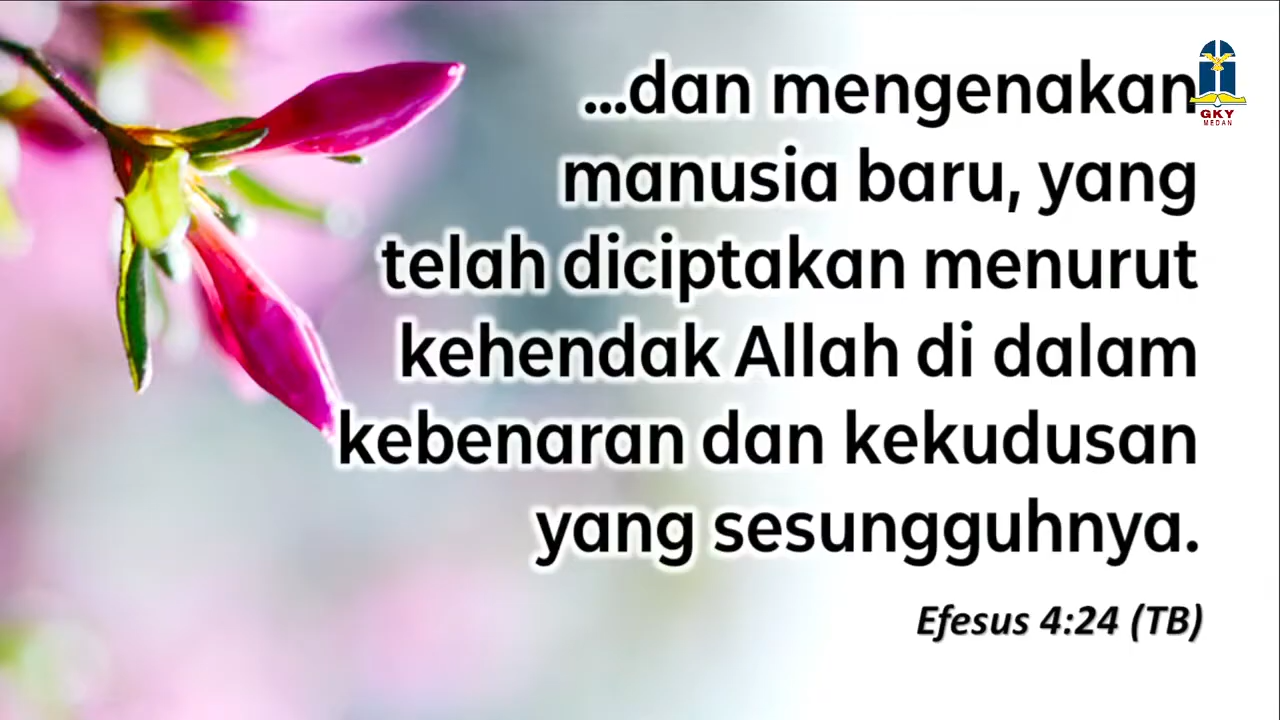 ...dan mengenakan
manusia baru, yang
telah diciptakan menurut
kehendak Allah di dalam
kebenaran dan kekudusan
yang sesungguhnya.
Efesus 4:24 (TB)
GKY
MEDAN